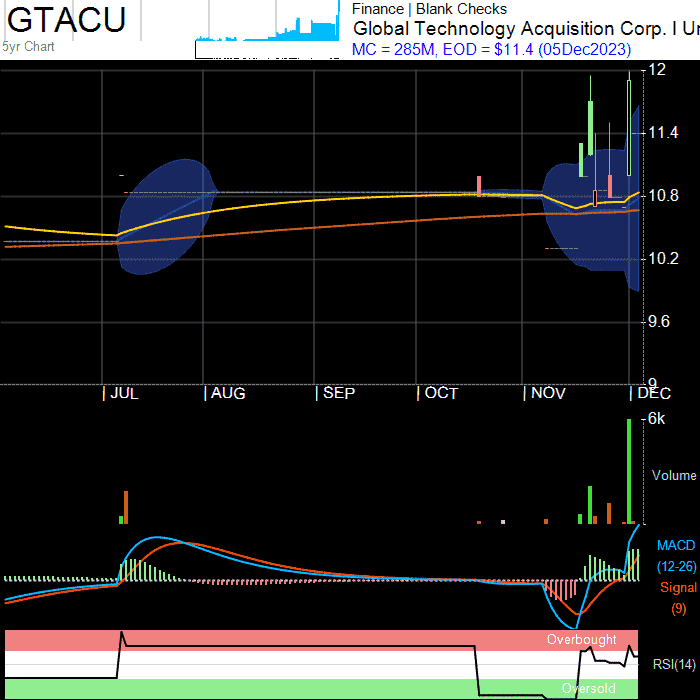 GTACU
5yr Chart
Finance | Blank Checks
Global Technology Acquisition Corp. I Ur
MC = 285M, EOD = $11.4 (05Dec2023)
12
11.4
10.8
10.2
9.6
9
JUL
AUG
SEP
OCT
NOV
DEC
6k
Volume
MACD
(12-26)
Signal
(9)
Overbought
RSI(14)
Oversold